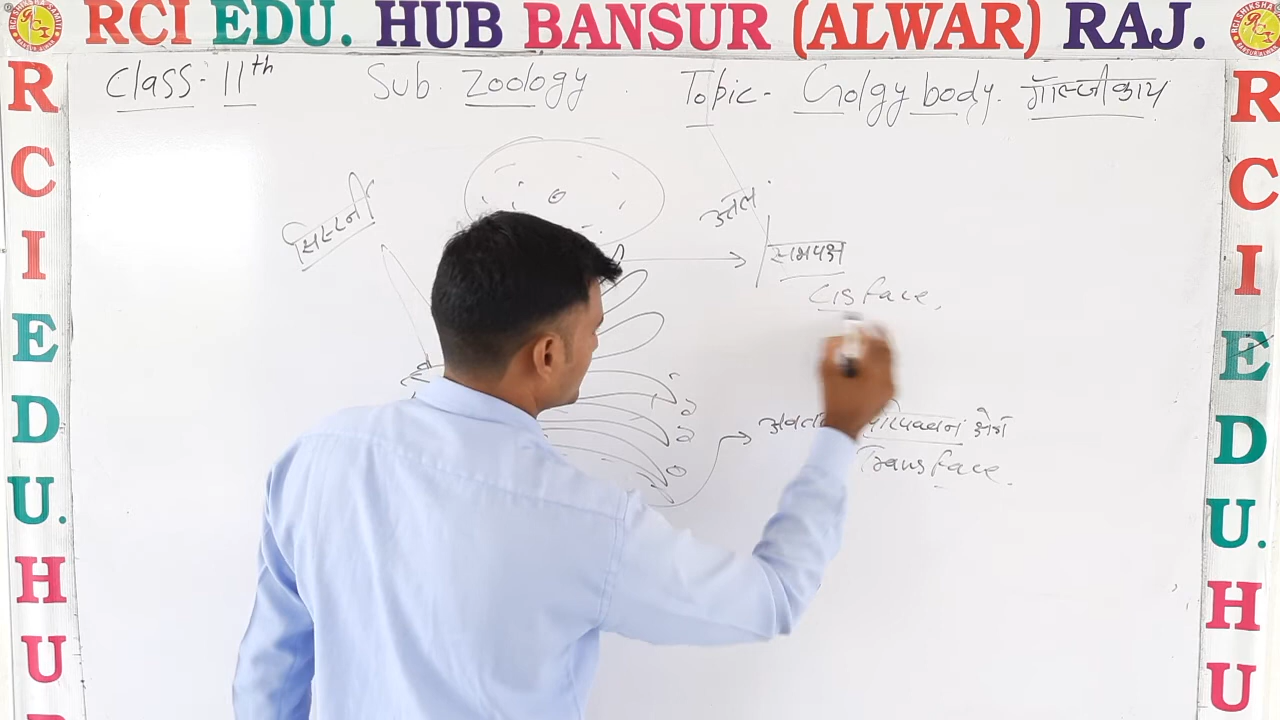 RCI EDU. HUB BANSUR (ALWAR) RAJ.
Class:- 11th Sub. Zoology. Topic- Golgy body. गॉल्जीकाय
सिस्टर्नी
उत्तल
समपक्ष
Cis face.
क्षेत्र
Trans face.
R
C
I
E
D
U.
H
U
R
C
I
E
D
U.
H
U